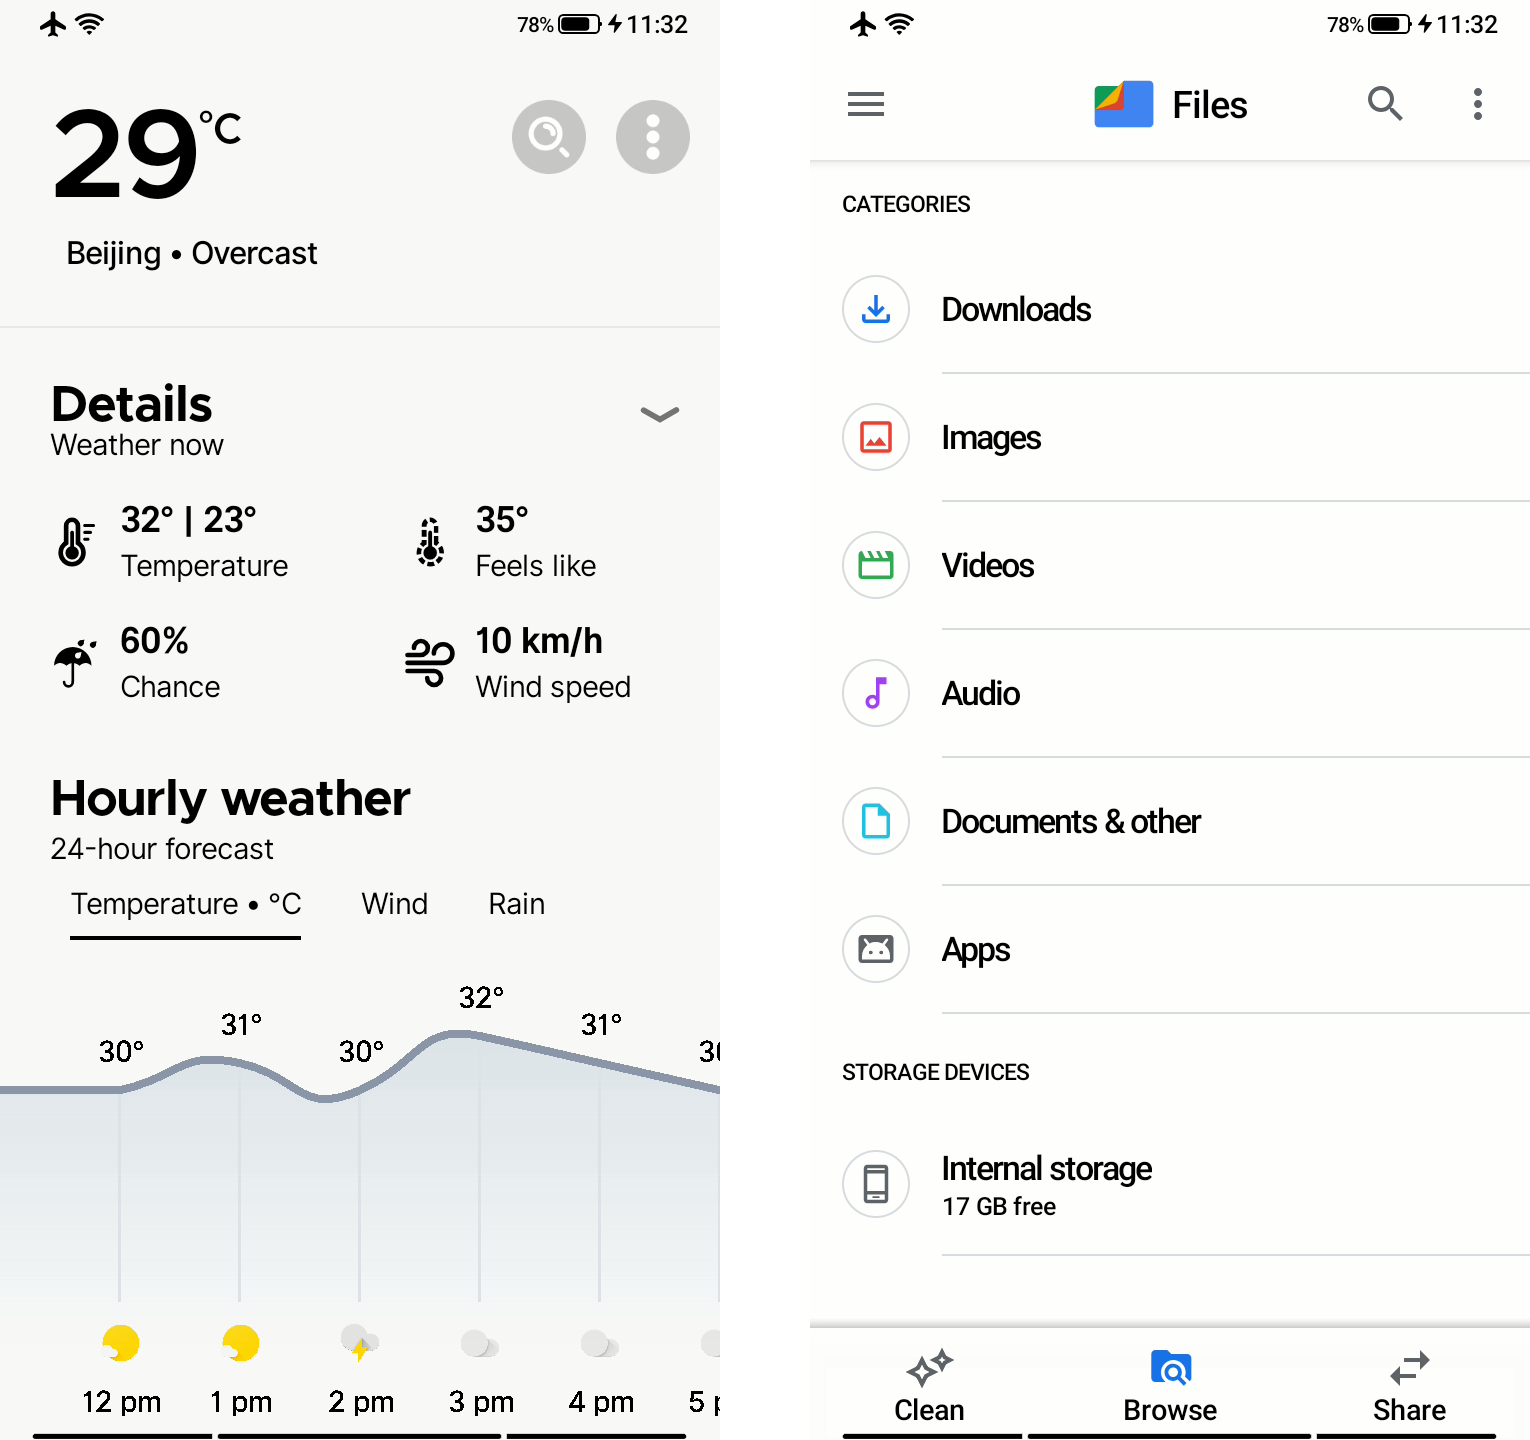 78% 11:32
29°C
Beijing • Overcast
Details
Weather now
32° | 23°
Temperature
35°
Feels like
60%
Chance
10 km/h
Wind speed
Hourly weather
24-hour forecast
Temperature • °C Wind Rain
30° 31° 30° 32° 31°
12 pm 1 pm 2 pm 3 pm 4 pm 5 p
78% 11:32
Files
CATEGORIES
Downloads
Images
Videos
Audio
Documents & other
Apps
STORAGE DEVICES
Internal storage
17 GB free
Clean Browse Share